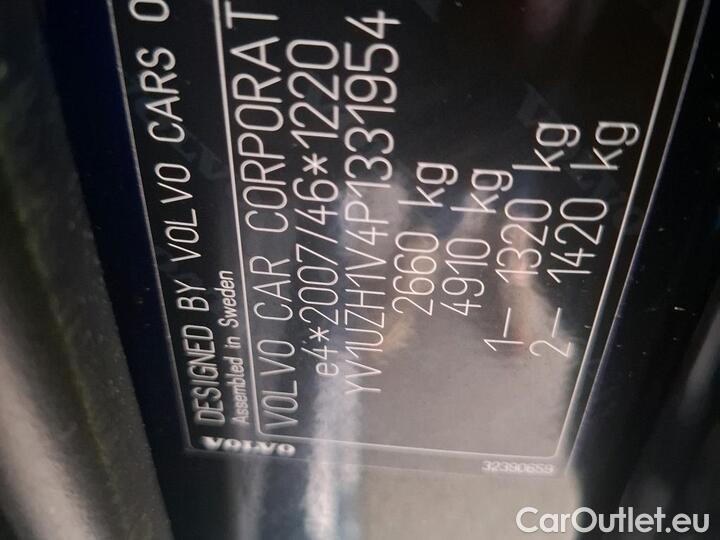 DESIGNED BY VOLVO CARS
Assembled in Sweden
VOLVO
VOLVO CAR CORPORAT
e4*2007/46*1220
YV1UZH1V4P1331954
2660 kg
4910 kg
1– 1320 kg
2– 1420 kg
32390659
CarOutlet.eu